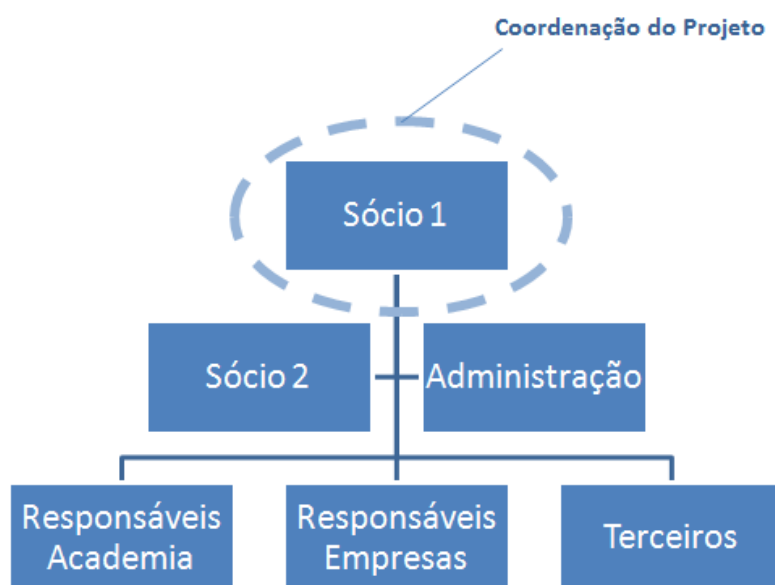 Coordenação do Projeto
Sócio 1
Sócio 2
Administração
Responsáveis
Academia
Responsáveis
Empresas
Terceiros